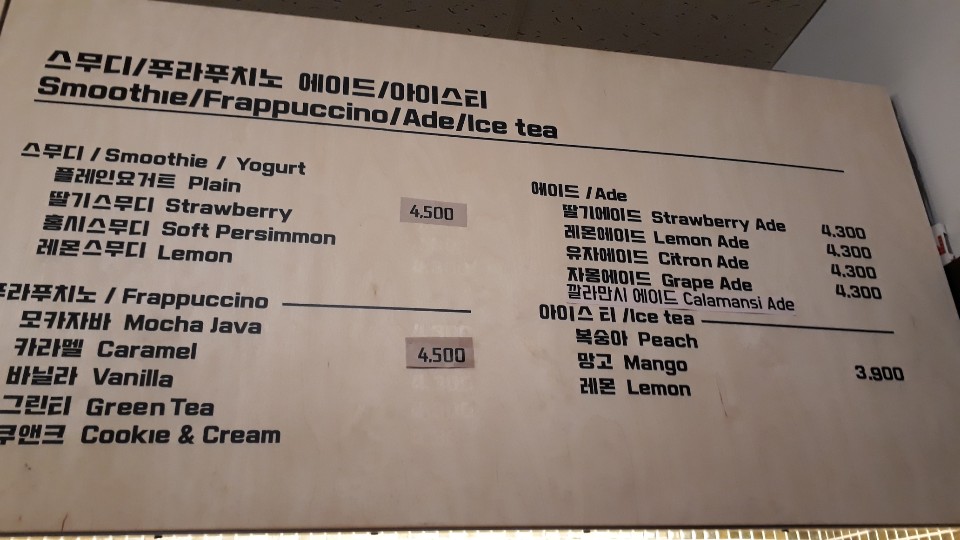 스무디/푸라푸치노 에이드/아이스티
Smoothie/Frappuccino/Ade/Ice tea
스무디 / Smoothie / Yogurt
플레인요거트 Plain
딸기스무디 Strawberry 4,500
홍시스무디 Soft Persimmon
레몬스무디 Lemon
프라푸치노 / Frappuccino
모카자바 Mocha Java
카라멜 Caramel 4,500
바닐라 Vanilla
그린티 Green Tea
쿠앤크 Cookie & Cream
에이드 / Ade
딸기에이드 Strawberry Ade 4.300
레몬에이드 Lemon Ade 4.300
유자에이드 Citron Ade 4.300
자몽에이드 Grape Ade 4.300
깔라만시 에이드 Calamansi Ade
아이스 티 /Ice tea
복숭아 Peach
망고 Mango 3.900
레몬 Lemon